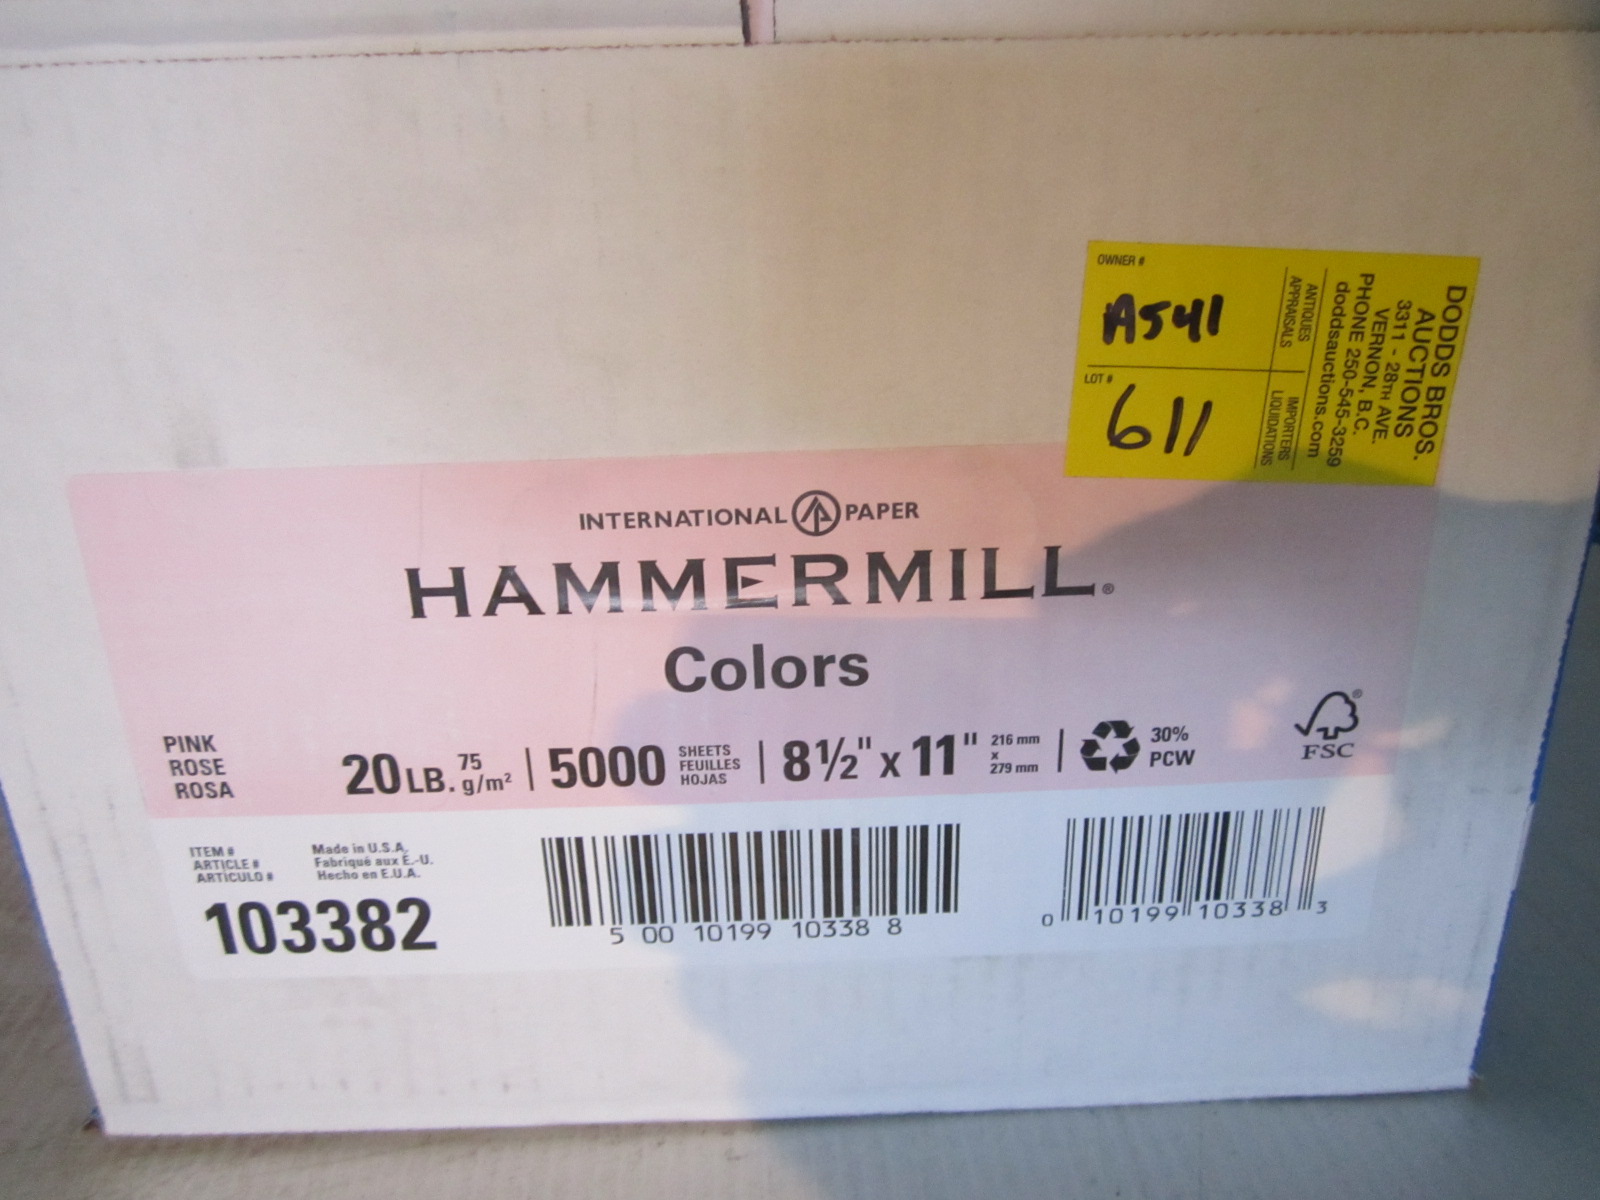 OWNER #
A541
LOT #
611
ANTIQUES
APPRAISALS
IMPORTERS
LIQUIDATIONS
DODDS BROS.
AUCTIONS
3311 - 28TH AVE.
VERNON, B.C.
PHONE 250-545-3259
doddsauctions.com
INTERNATIONAL PAPER
HAMMERMILL®
Colors
PINK
ROSE
ROSA
20 LB. 75 g/m²
5000 SHEETS
FEUILLES
HOJAS
8½" x 11" 216 mm
x
279 mm
30%
PCW
®
FSC
ITEM #
ARTICLE #
ARTICULO #
Made in U.S.A.
Fabriqué aux É.-U.
Hecho en E.U.A.
103382
5 00 10199 10338 8
0 10199 10338 3